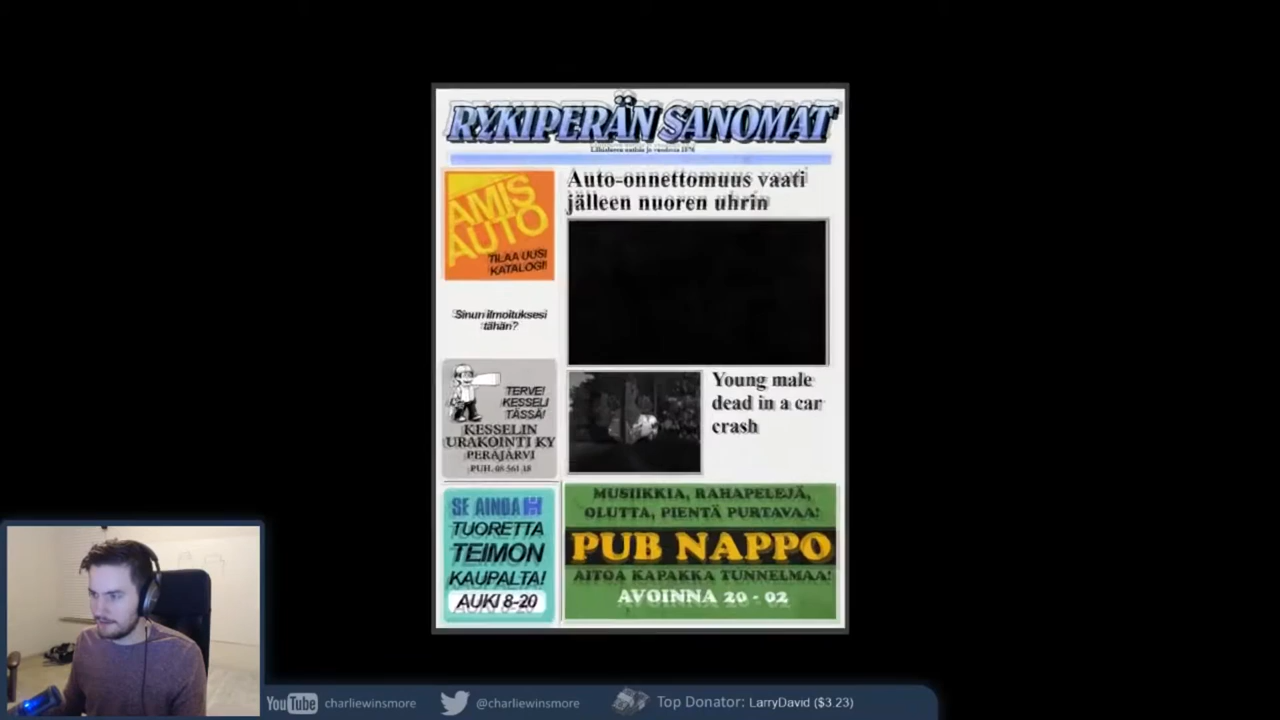 RYKIPERÄN SANOMAT
AMIS
AUTO
TILAA UUSI
KATALOGI!
Auto-onnettomuus vaati
jälleen nuoren uhrin
Sinun ilmoituksesi
tähän?
TERVE!
KESSELI
TÄSSÄ!
KESSELIN
URAKOINTI KY
PERÄJÄRVI
Young male
dead in a car
crash
SE AINOA
TUORETTA
TEIMON
KAUPALTA!
AUKI 8-20
MUSIIKKIA, RAHAPELEJÄ,
OLUTTA, PIENTÄ PURTAVAA!
PUB NAPPO
AITOA KAPAKKA TUNNELMAA!
AVOINNA 20 - 02
YouTube charliewinsmore
@charliewinsmore
Top Donator: LarryDavid ($3.23)